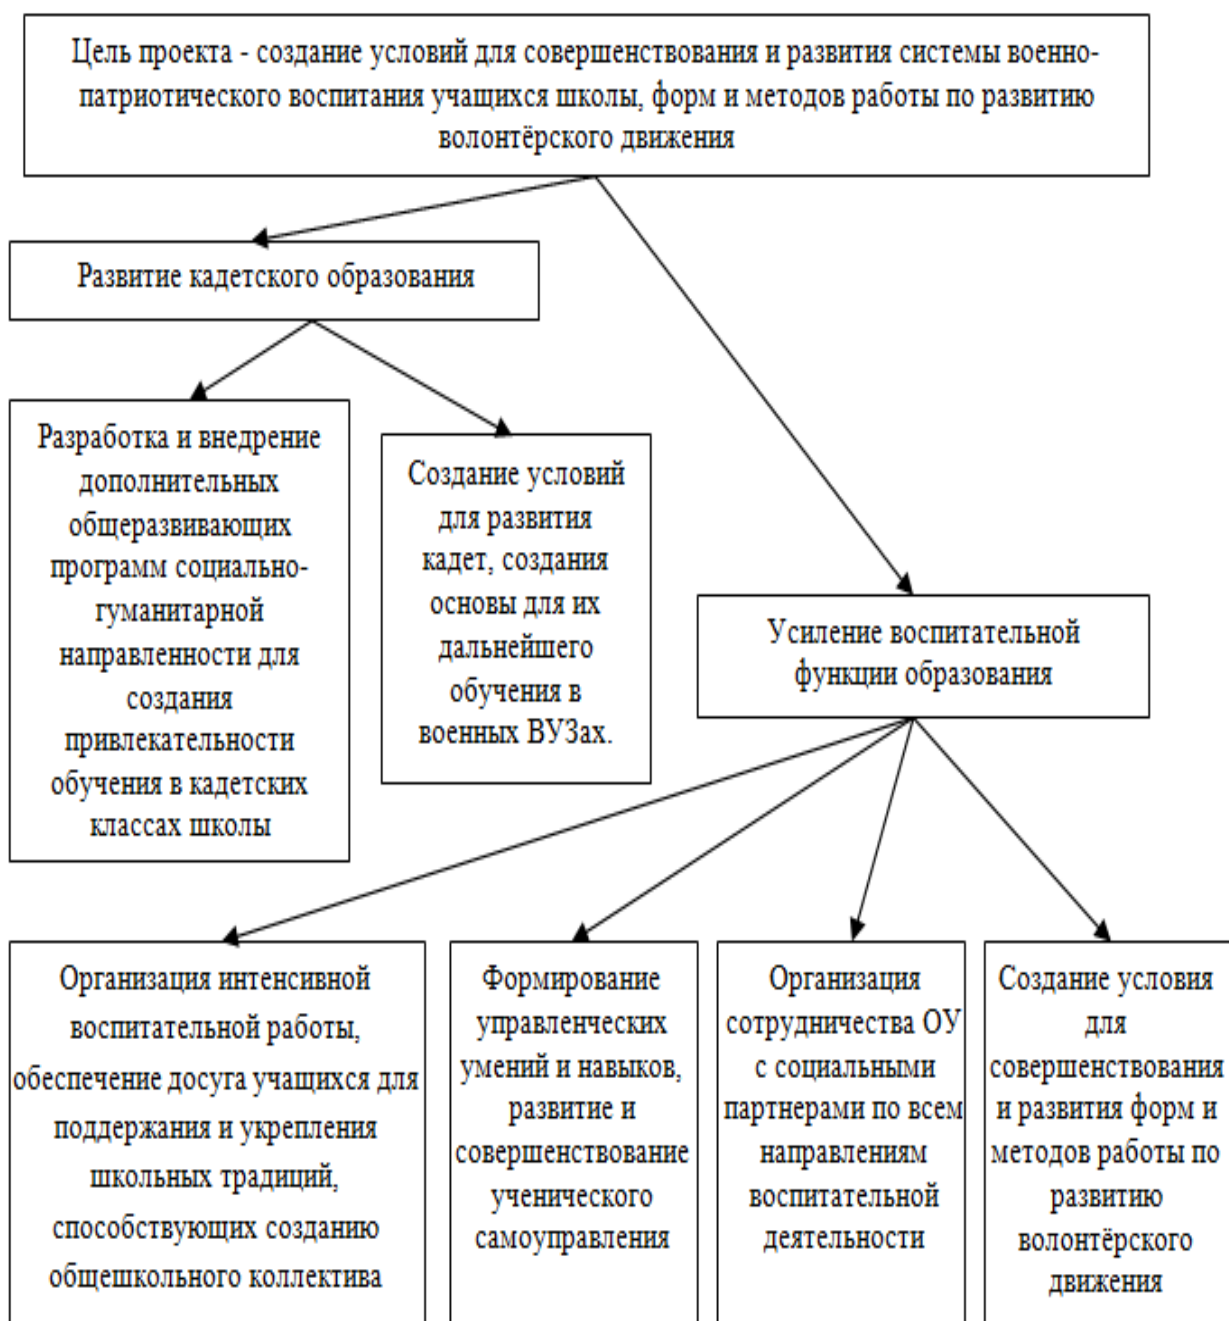 Цель проекта - создание условий для совершенствования и развития системы военно-
патриотического воспитания учащихся школы, форм и методов работы по развитию
волонтёрского движения
Развитие кадетского образования
Разработка и внедрение
дополнительных
общеразвивающих
программ социально-
гуманитарной
направленности для
создания
привлекательности
обучения в кадетских
классах школы
Создание условий
для развития
кадет, создания
основы для их
дальнейшего
обучения в
военных ВУЗах.
Усиление воспитательной
функции образования
Организация интенсивной
воспитательной работы,
обеспечение досуга учащихся для
поддержания и укрепления
школьных традиций,
способствующих созданию
общешкольного коллектива
Формирование
управленческих
умений и навыков,
развитие и
совершенствование
ученического
самоуправления
Организация
сотрудничества ОУ
с социальными
партнерами по всем
направлениям
воспитательной
деятельности
Создание условия
для
совершенствования
и развития форм и
методов работы по
развитию
волонтёрского
движения